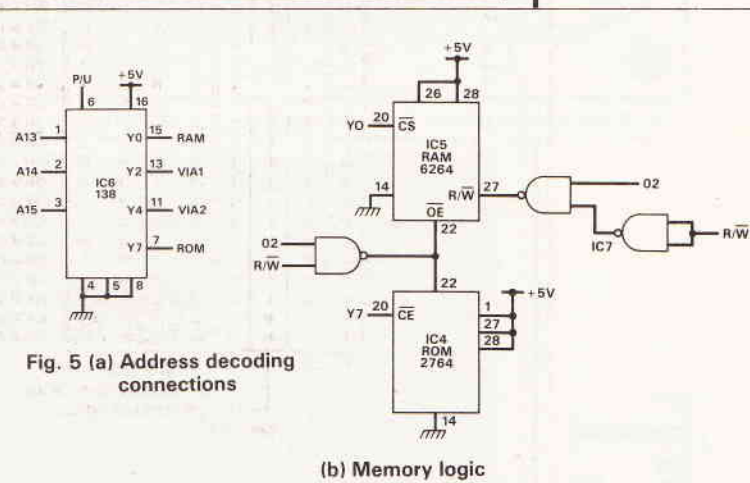 P/U
+5V
6
16
A13
1
Y0
15
RAM
A14
2
Y2
13
VIA1
IC6
138
A15
3
Y4
11
VIA2
Y7
7
ROM
4
5
8
Fig. 5 (a) Address decoding
connections
+5V
26
28
Y0
20
CS
IC5
RAM
6264
14
R/W
27
02
OE
22
IC7
R/W
02
R/W
22
+5V
Y7
20
CE
1
IC4
ROM
2764
27
28
14
(b) Memory logic